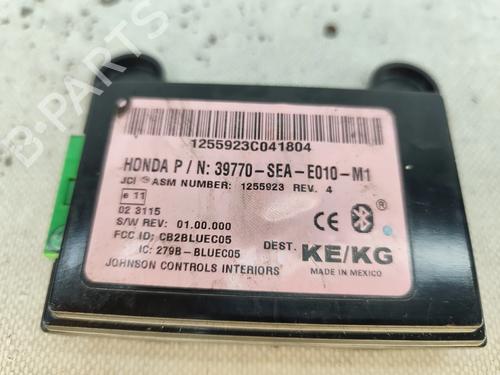 1255923C041804
HONDA P / N: 39770-SEA-E010-M1
JCI ASM NUMBER: 1255923 REV. 4
e 11
02 3115
S/W REV: 01.00.000
FCC ID: CB2BLUEC05
IC: 279B-BLUEC05
JOHNSON CONTROLS INTERIORS
CE
DEST. KE/KG
MADE IN MEXICO
B-PARTS